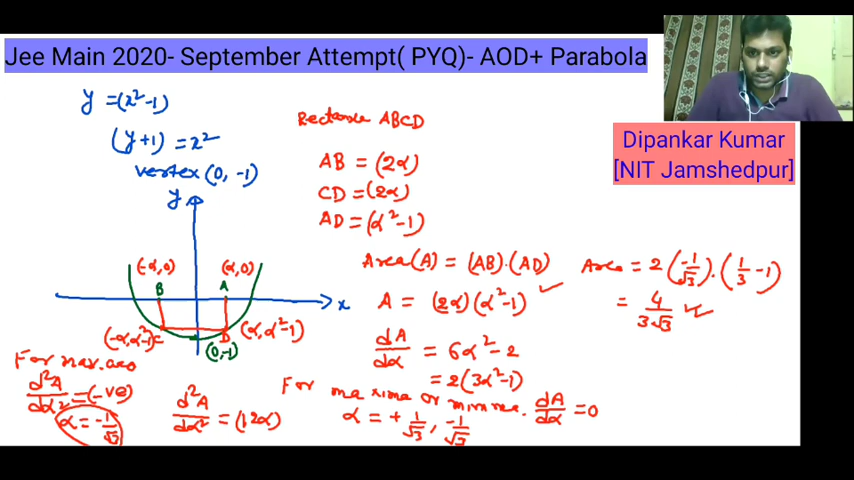 Jee Main 2020- September Attempt( PYQ)- AOD+ Parabola
y = (x²-1)
(y+1) = x²
vertex (0, -1)
y
x
(-α, 0)
(α, 0)
B
A
(-α, α²-1) C
D (α, α²-1)
(0, -1)
Rectangle ABCD
AB = (2α)
CD = (2α)
AD = (α²-1)
Area (A) = (AB).(AD)
A = (2α)(α²-1) ✓
dA/dα = 6α²-2
= 2(3α²-1)
For maxima or minima. dA/dα = 0
α = + 1/√3, -1/√3
d²A/dα² = (12α)
For max. area
d²A/dα² = (-ve)
α = -1/√3
Area = 2(-1/√3).(1/3 - 1)
= 4/3√3 ✓
Dipankar Kumar
[NIT Jamshedpur]